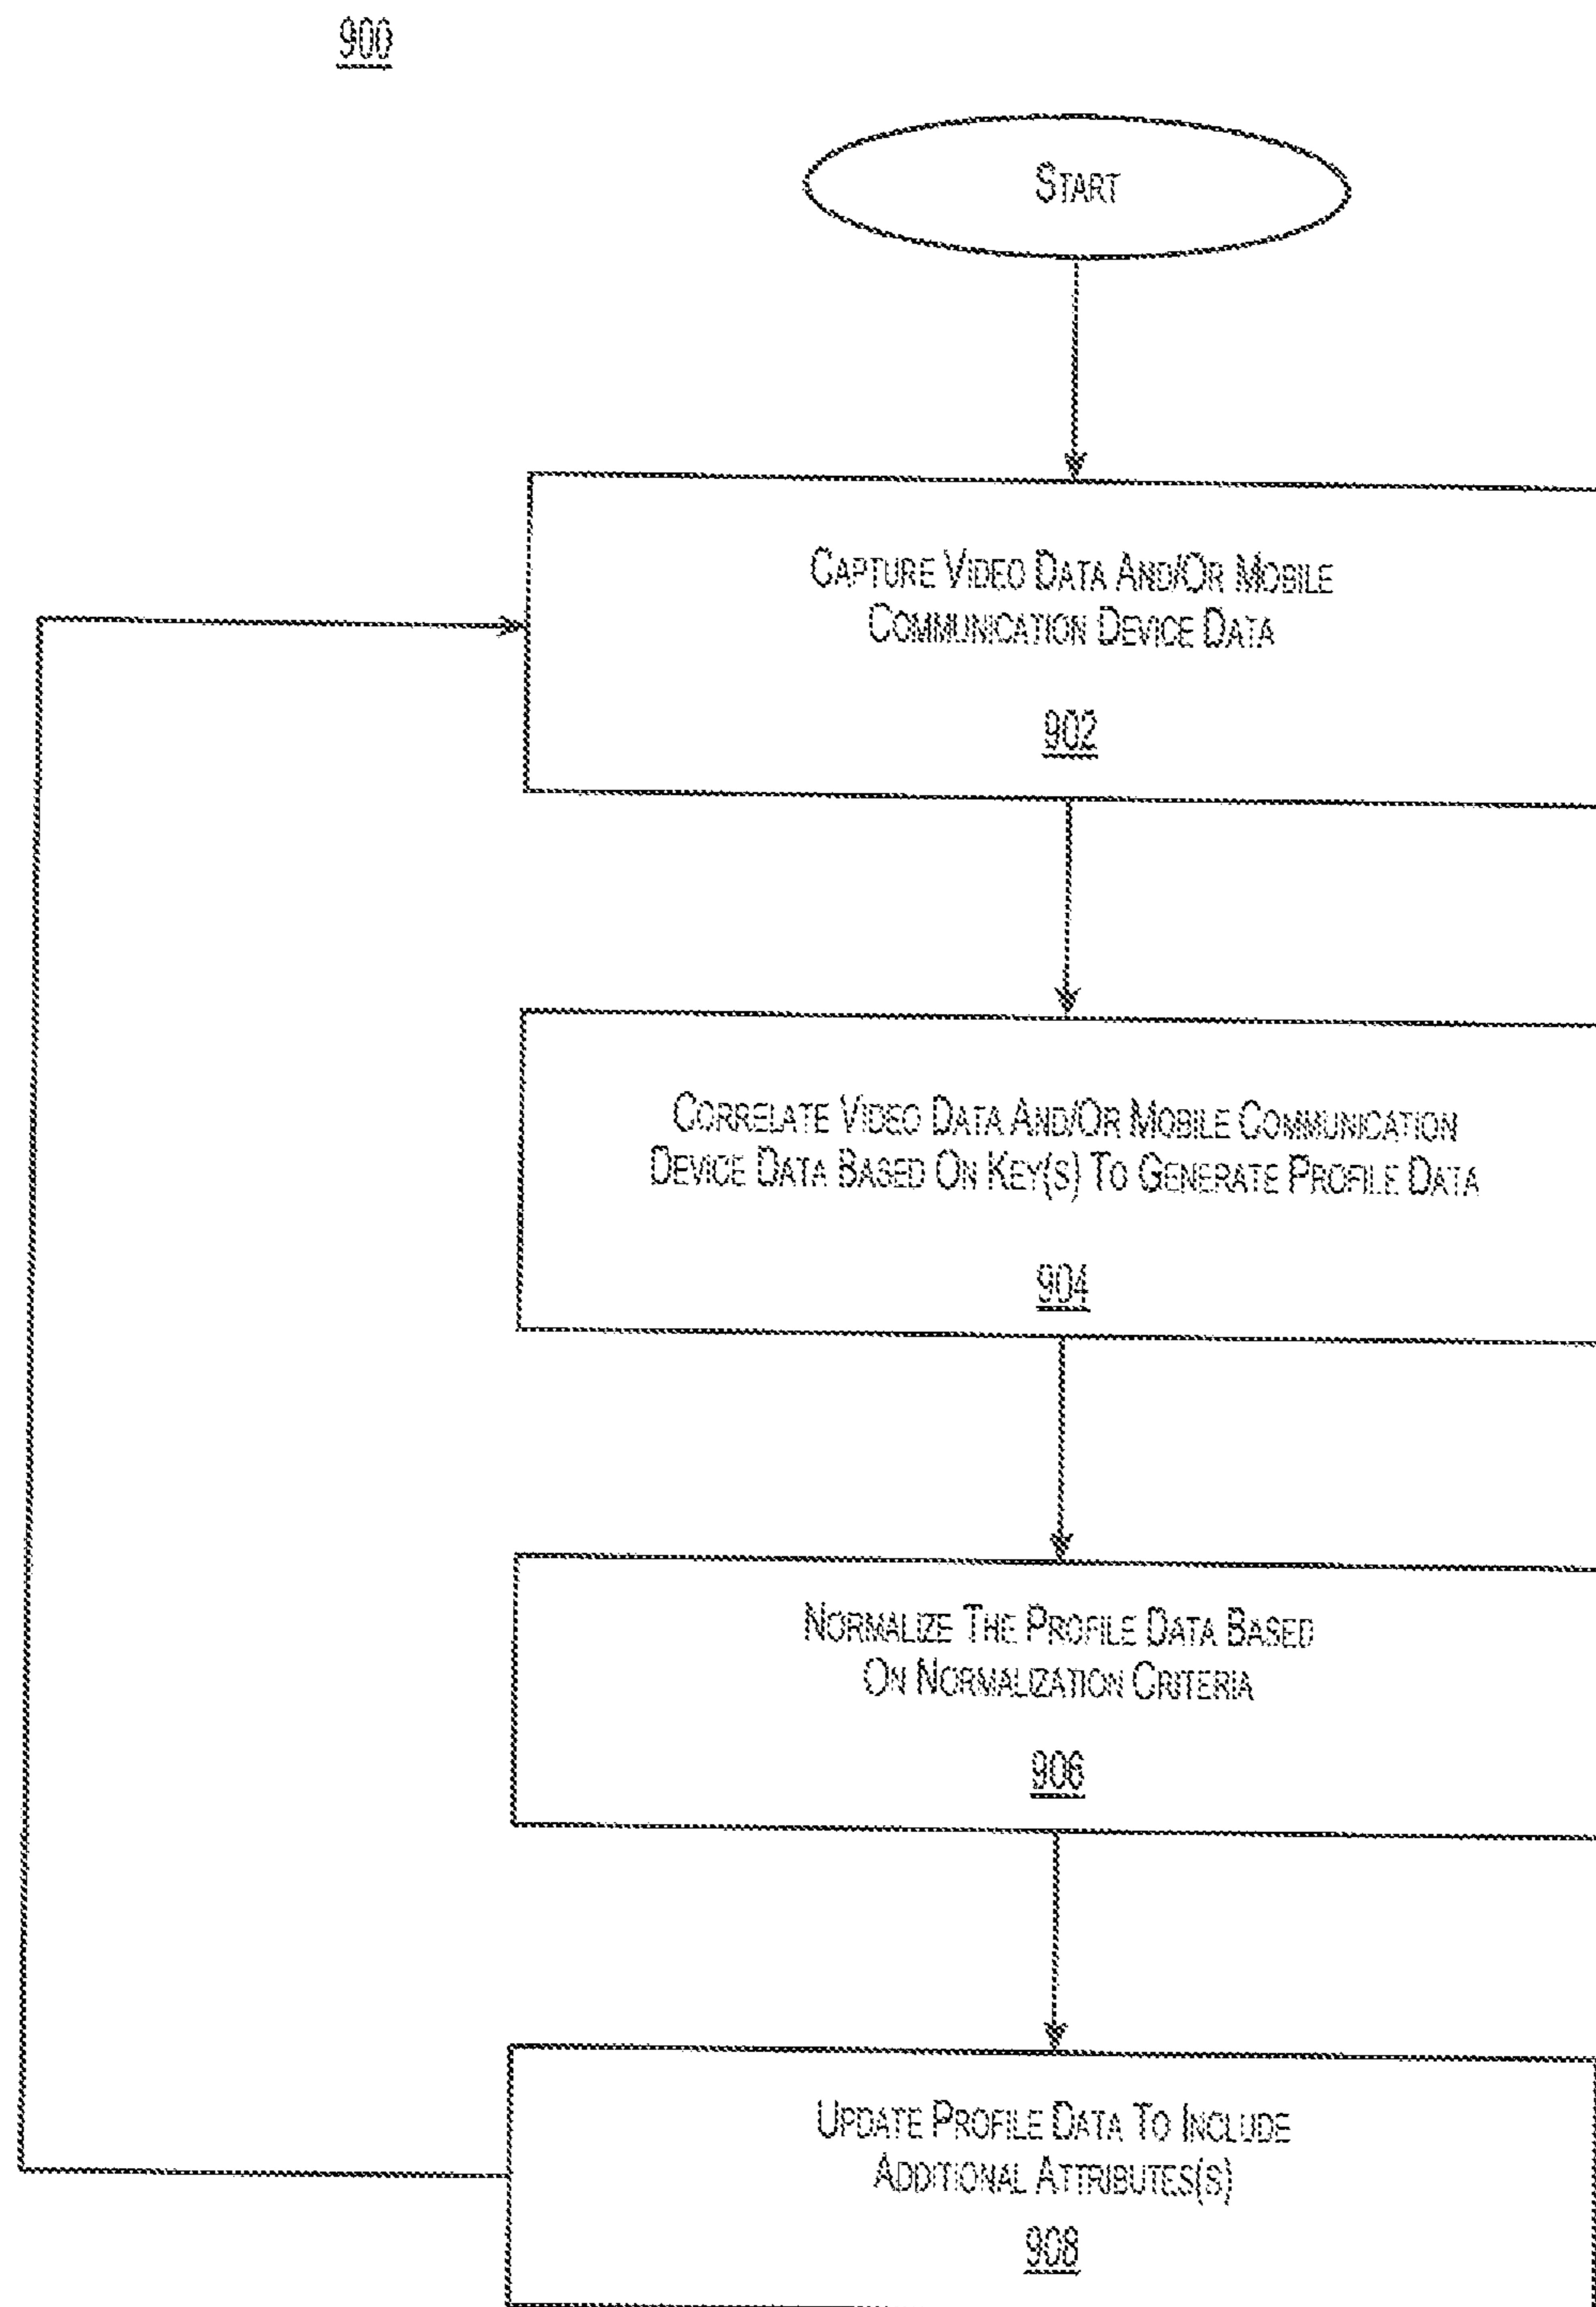 900
START
CAPTURE VIDEO DATA AND/OR MOBILE
COMMUNICATION DEVICE DATA
902
CORRELATE VIDEO DATA AND/OR MOBILE COMMUNICATION
DEVICE DATA BASED ON KEY(S) TO GENERATE PROFILE DATA
904
NORMALIZE THE PROFILE DATA BASED
ON NORMALIZATION CRITERIA
906
UPDATE PROFILE DATA TO INCLUDE
ADDITIONAL ATTRIBUTES(S)
908